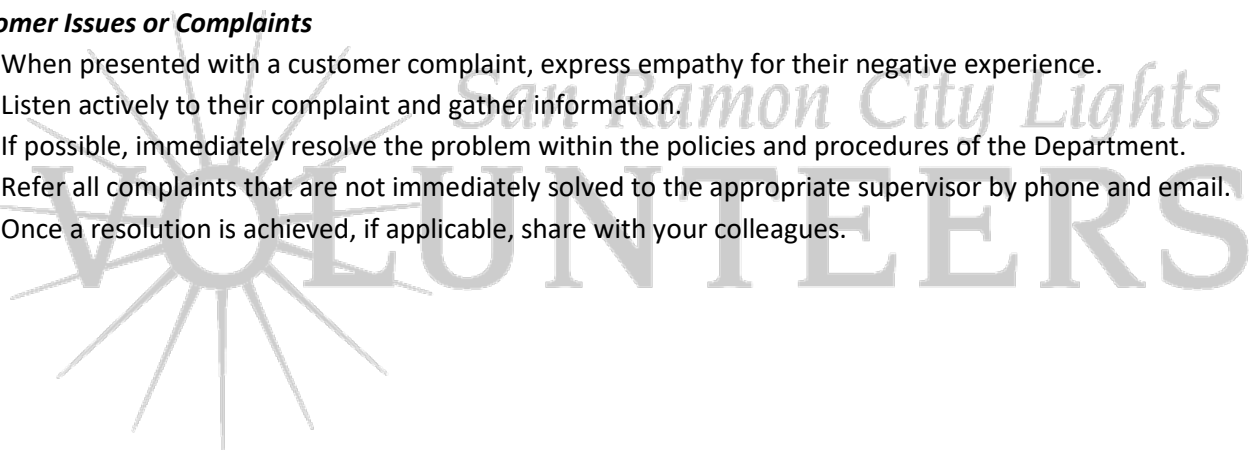 omer Issues or Complaints
When presented with a customer complaint, express empathy for their negative experience.
Listen actively to their complaint and gather information.
If possible, immediately resolve the problem within the policies and procedures of the Department.
Refer all complaints that are not immediately solved to the appropriate supervisor by phone and email.
Once a resolution is achieved, if applicable, share with your colleagues.
San Ramon City Lights
VOLUNTEERS